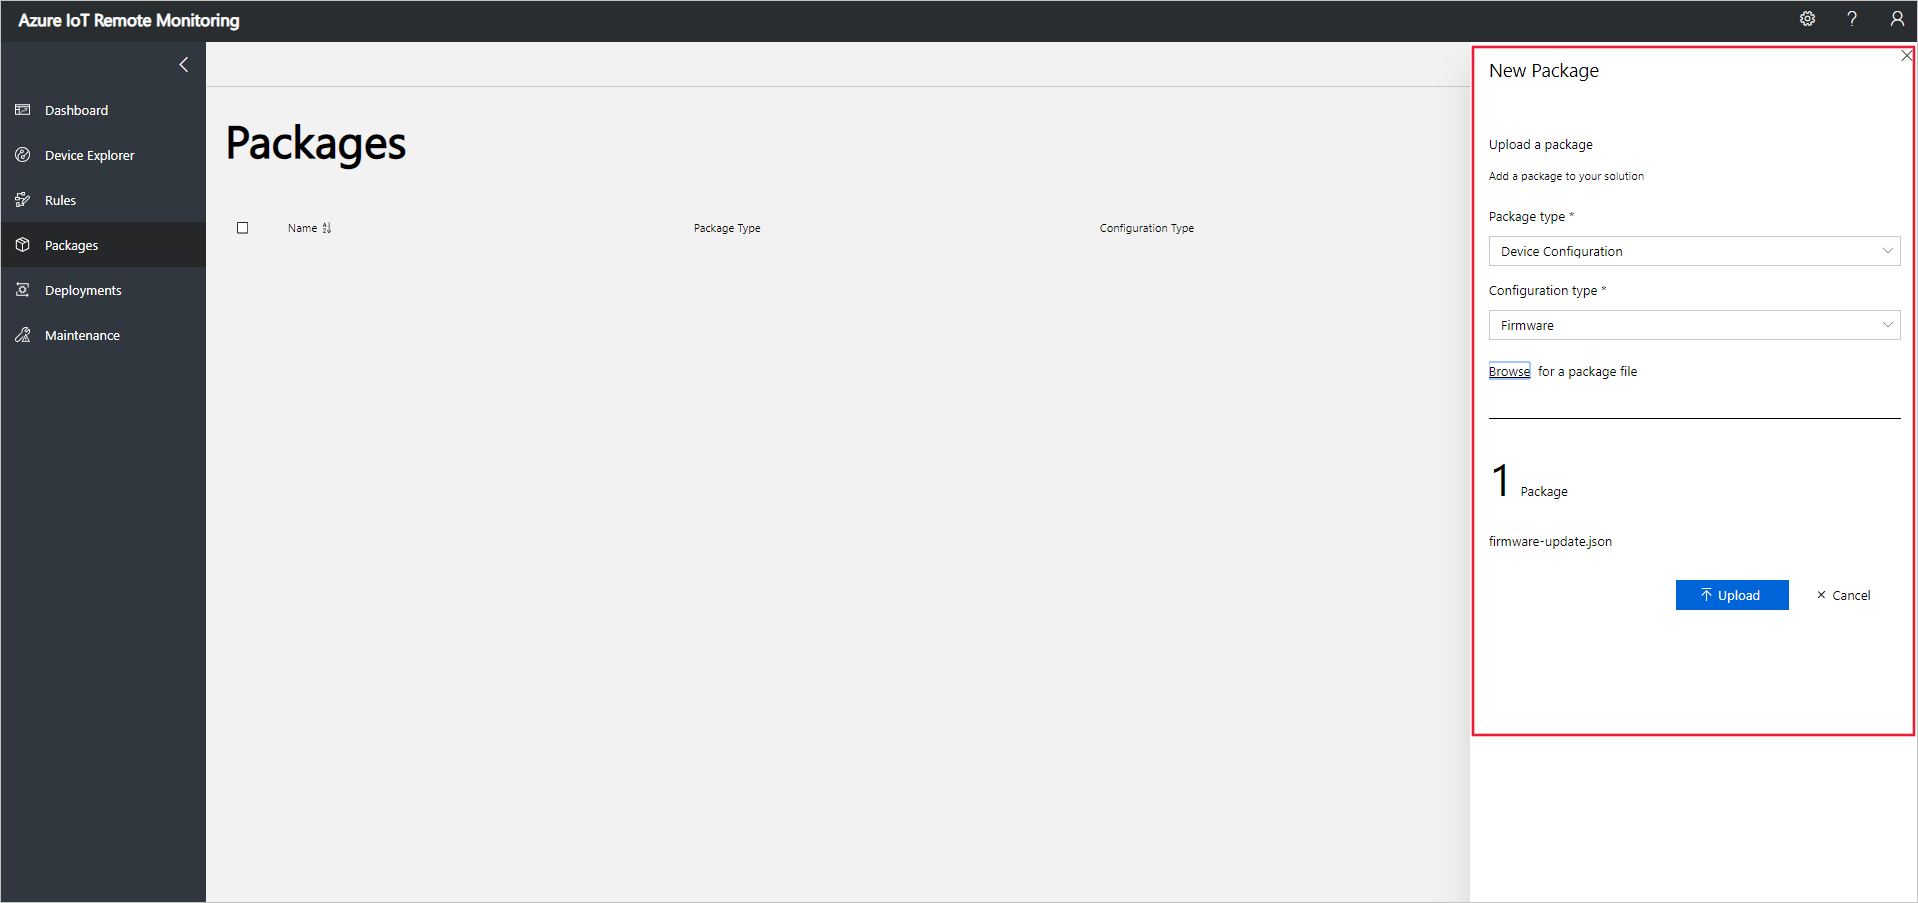 Azure IoT Remote Monitoring
?
Dashboard
Device Explorer
Rules
Packages
Deployments
Maintenance
Packages
Name
Package Type
Configuration Type
New Package
Upload a package
Add a package to your solution
Package type *
Device Configuration
Configuration type *
Firmware
Browse for a package file
1 Package
firmware-update.json
Upload
Cancel